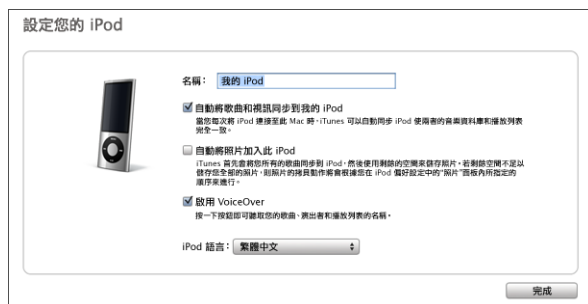 設定您的 iPod
名稱： 我的 iPod
自動將歌曲和視訊同步到我的 iPod
當您每次將 iPod 連接至此 Mac 時，iTunes 可以自動同步 iPod 使兩者的音樂資料庫和播放列表
完全一致。
自動將照片加入此 iPod
iTunes 首先會將您所有的歌曲同步到 iPod，然後使用剩餘的空間來儲存照片。若剩餘空間不足以
儲存您全部的照片，則照片的拷貝動作將會根據您在 iPod 偏好設定中的“照片”面板內所指定的
順序來進行。
啟用 VoiceOver
按一下按鈕即可聽取您的歌曲、演出者和播放列表的名稱。
iPod 語言： 繁體中文
完成